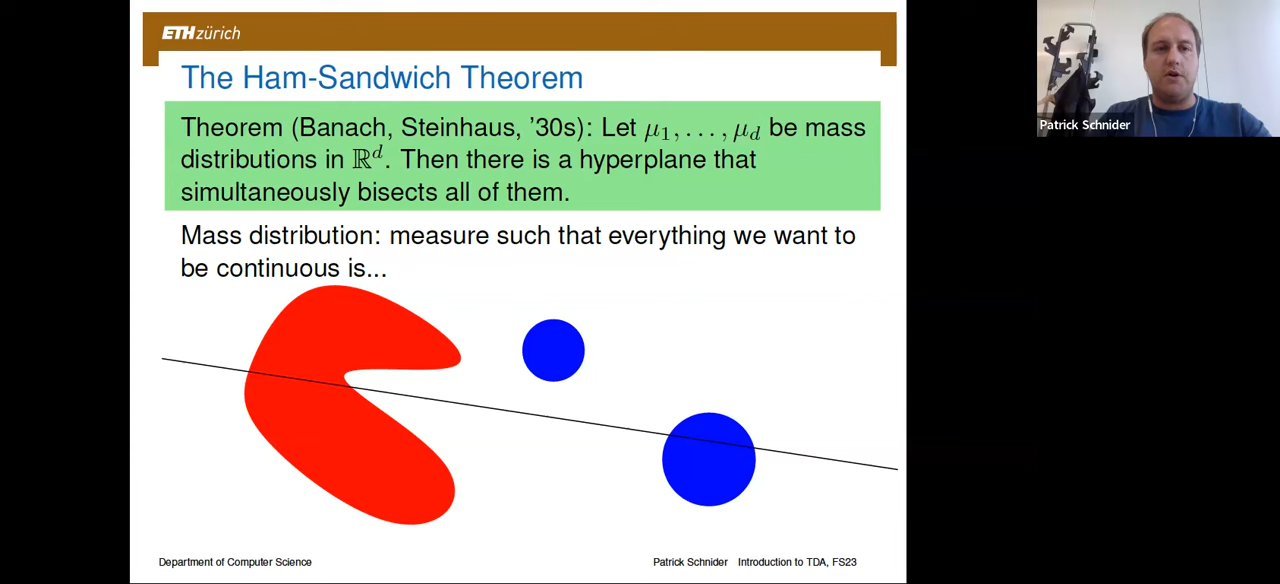 ETH zürich
The Ham-Sandwich Theorem
Theorem (Banach, Steinhaus, ’30s): Let μ₁, . . . , μ_d be mass
distributions in ℝᵈ. Then there is a hyperplane that
simultaneously bisects all of them.
Mass distribution: measure such that everything we want to
be continuous is...
Department of Computer Science
Patrick Schnider Introduction to TDA, FS23
Patrick Schnider